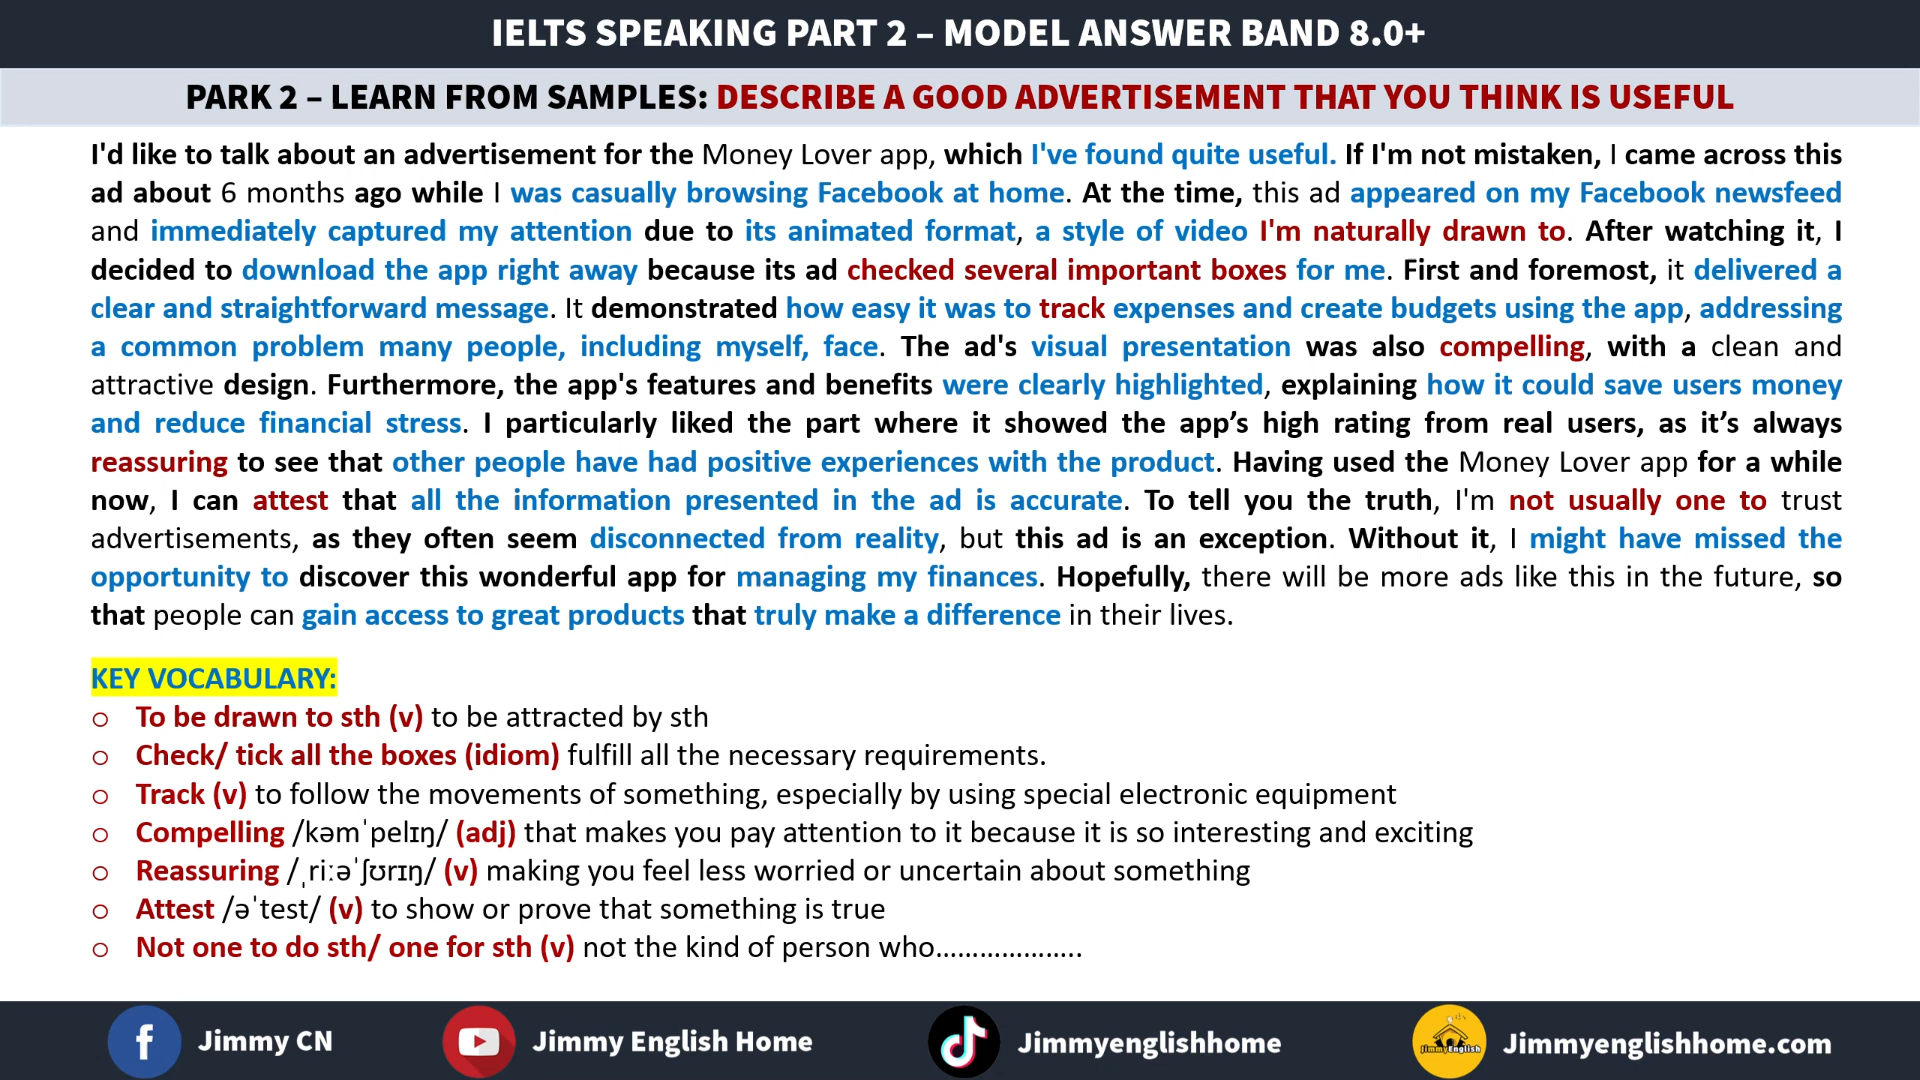 IELTS SPEAKING PART 2 – MODEL ANSWER BAND 8.0+
PARK 2 – LEARN FROM SAMPLES: DESCRIBE A GOOD ADVERTISEMENT THAT YOU THINK IS USEFUL
I'd like to talk about an advertisement for the Money Lover app, which I've found quite useful. If I'm not mistaken, I came across this
ad about 6 months ago while I was casually browsing Facebook at home. At the time, this ad appeared on my Facebook newsfeed
and immediately captured my attention due to its animated format, a style of video I'm naturally drawn to. After watching it, I
decided to download the app right away because its ad checked several important boxes for me. First and foremost, it delivered a
clear and straightforward message. It demonstrated how easy it was to track expenses and create budgets using the app, addressing
a common problem many people, including myself, face. The ad's visual presentation was also compelling, with a clean and
attractive design. Furthermore, the app's features and benefits were clearly highlighted, explaining how it could save users money
and reduce financial stress. I particularly liked the part where it showed the app’s high rating from real users, as it’s always
reassuring to see that other people have had positive experiences with the product. Having used the Money Lover app for a while
now, I can attest that all the information presented in the ad is accurate. To tell you the truth, I'm not usually one to trust
advertisements, as they often seem disconnected from reality, but this ad is an exception. Without it, I might have missed the
opportunity to discover this wonderful app for managing my finances. Hopefully, there will be more ads like this in the future, so
that people can gain access to great products that truly make a difference in their lives.
KEY VOCABULARY:
o To be drawn to sth (v) to be attracted by sth
o Check/ tick all the boxes (idiom) fulfill all the necessary requirements.
o Track (v) to follow the movements of something, especially by using special electronic equipment
o Compelling /kəmˈpelɪŋ/ (adj) that makes you pay attention to it because it is so interesting and exciting
o Reassuring /ˌriːəˈʃʊrɪŋ/ (v) making you feel less worried or uncertain about something
o Attest /əˈtest/ (v) to show or prove that something is true
o Not one to do sth/ one for sth (v) not the kind of person who………………..
Jimmy CN
Jimmy English Home
Jimmyenglishhome
JimmyEnglish
Jimmyenglishhome.com